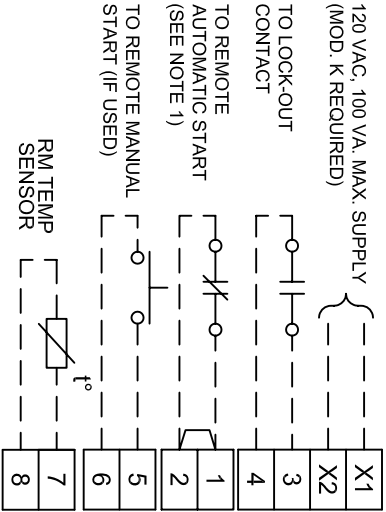 120 VAC, 100 VA. MAX. SUPPLY
(MOD. K REQUIRED)
TO LOCK-OUT
CONTACT
TO REMOTE
AUTOMATIC START
(SEE NOTE 1)
TO REMOTE MANUAL
START (IF USED)
RM TEMP
SENSOR
t°
X1
X2
3
4
1
2
5
6
7
8